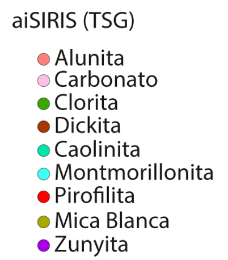 aiSIRIS (TSG)
Alunita
Carbonato
Clorita
Dickita
Caolinita
Montmorillonita
Pirofilita
Mica Blanca
Zunyita